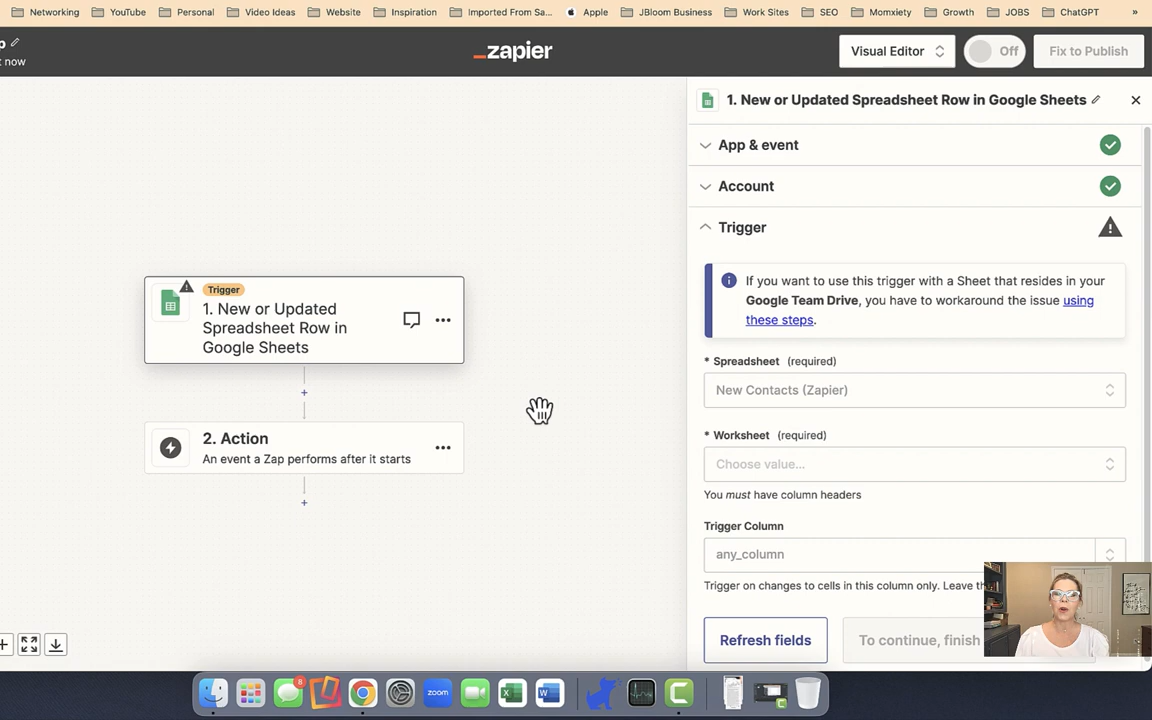 Networking YouTube Personal Video Ideas Website Inspiration Imported From Sa... Apple JBloom Business Work Sites SEO Momxiety Growth JOBS ChatGPT »
p
t now
_zapier
Visual Editor
Off
Fix to Publish
1. New or Updated Spreadsheet Row in Google Sheets
App & event
Account
Trigger
If you want to use this trigger with a Sheet that resides in your
Google Team Drive, you have to workaround the issue using
these steps.
* Spreadsheet (required)
New Contacts (Zapier)
* Worksheet (required)
Choose value...
You must have column headers
Trigger Column
any_column
Trigger on changes to cells in this column only. Leave th
Refresh fields
To continue, finish
Trigger
1. New or Updated
Spreadsheet Row in
Google Sheets
2. Action
An event a Zap performs after it starts
8
zoom